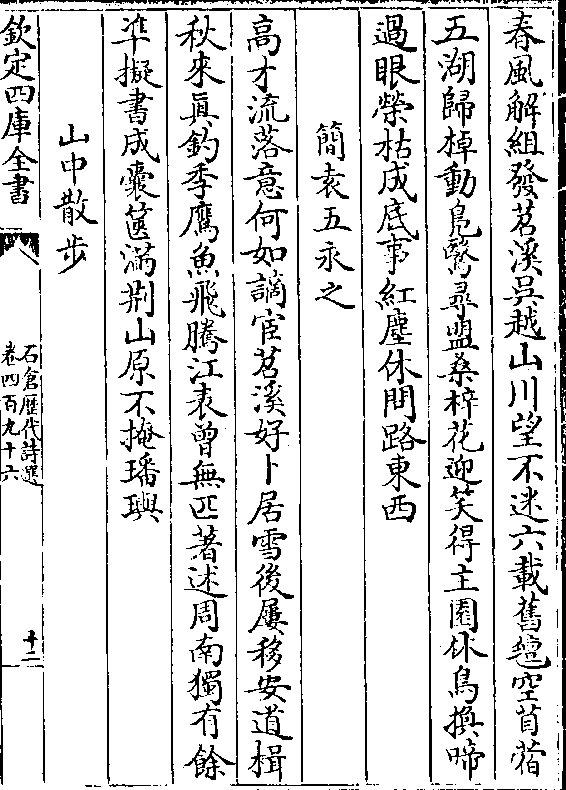 春風解組發苕溪吳越山川望不迷六載舊氊空苜蓿
五湖歸棹動鳬鷖尋盟桑梓花迎笑得主園林鳥換啼
過眼榮枯成底事紅塵休問路東西
簡袁五永之
高才流落意何如謫宦苕溪好卜居雪後屢移安道楫
秋來真釣季鷹魚飛騰江表曾無匹著述周南獨有餘
準擬書成囊篋滿荆山原不掩璠璵
山中散步
欽定四庫全書
石倉歷代詩選
卷四百九十六
十二